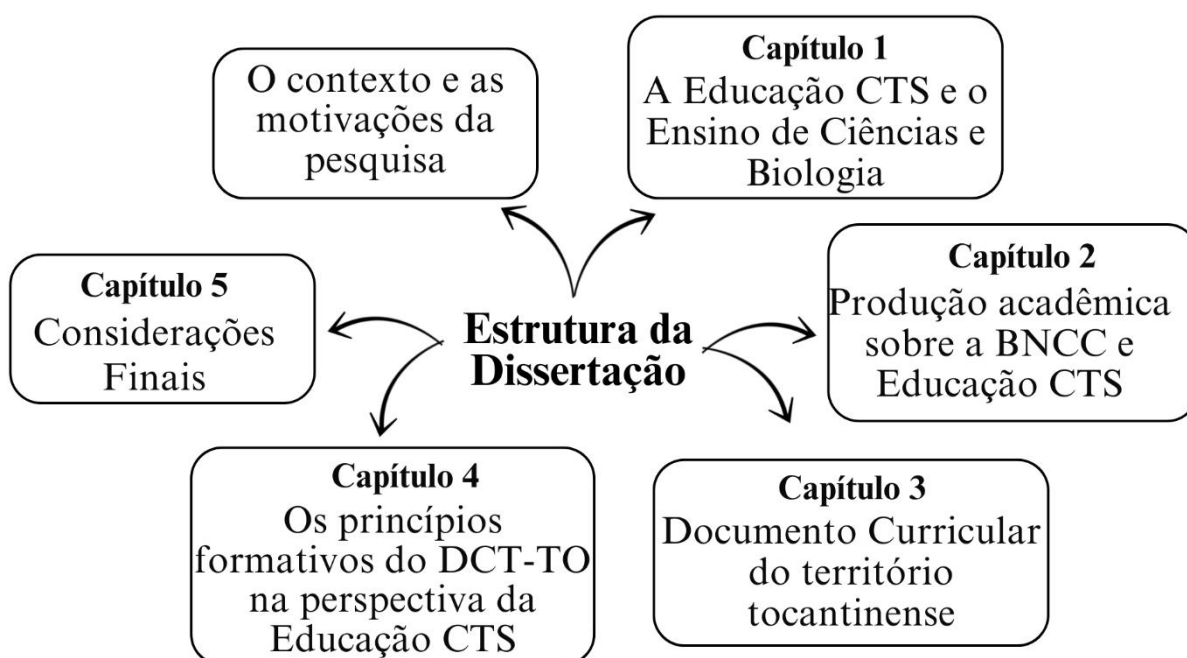 O contexto e as
motivações da
pesquisa
Capítulo 1
A Educação CTS e o
Ensino de Ciências e
Biologia
Capítulo 2
Produção acadêmica
sobre a BNCC e
Educação CTS
Capítulo 3
Documento Curricular
do território
tocantinense
Capítulo 4
Os princípios
formativos do DCT-TO
na perspectiva da
Educação CTS
Capítulo 5
Considerações
Finais
Estrutura da
Dissertação